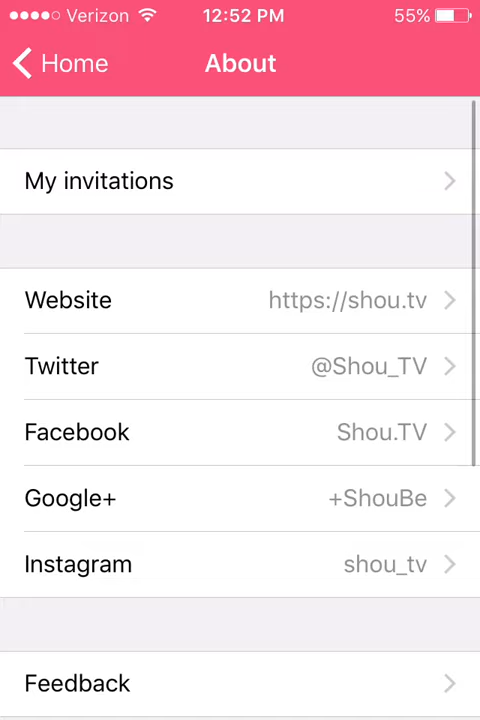 Verizon 12:52 PM 55%
Home About
My invitations
Website https://shou.tv
Twitter @Shou_TV
Facebook Shou.TV
Google+ +ShouBe
Instagram shou_tv
Feedback